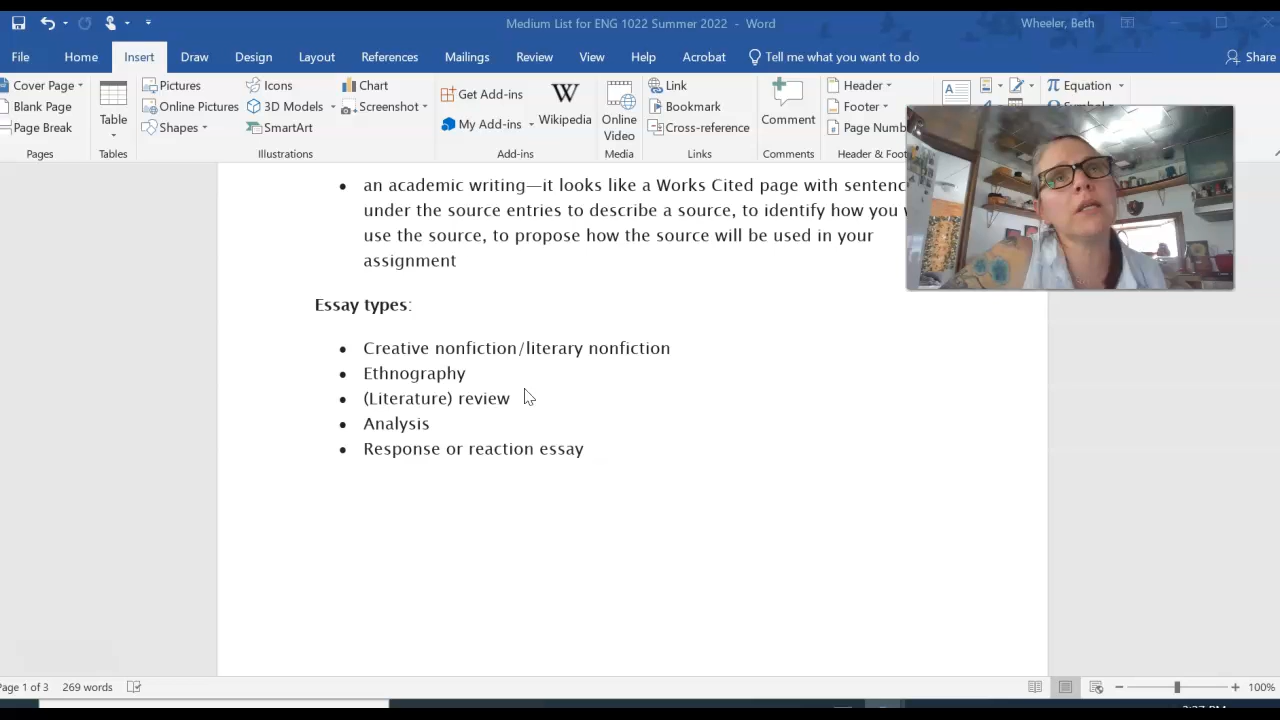 Medium List for ENG 1022 Summer 2022 - Word
Wheeler, Beth
File Home Insert Draw Design Layout References Mailings Review View Help Acrobat Tell me what you want to do Share
Cover Page
Blank Page
Page Break
Pages
Table
Tables
Pictures
Online Pictures
Shapes
Icons
3D Models
SmartArt
Chart
Screenshot
Illustrations
Get Add-ins
My Add-ins
W
Wikipedia
Add-ins
Online
Video
Media
Link
Bookmark
Cross-reference
Links
Comment
Comments
Header
Footer
Page Numb
Header & Foo
A
π Equation
an academic writing—it looks like a Works Cited page with sentenc
under the source entries to describe a source, to identify how you
use the source, to propose how the source will be used in your
assignment
Essay types:
• Creative nonfiction/literary nonfiction
• Ethnography
• (Literature) review
• Analysis
• Response or reaction essay
Page 1 of 3 269 words
100%